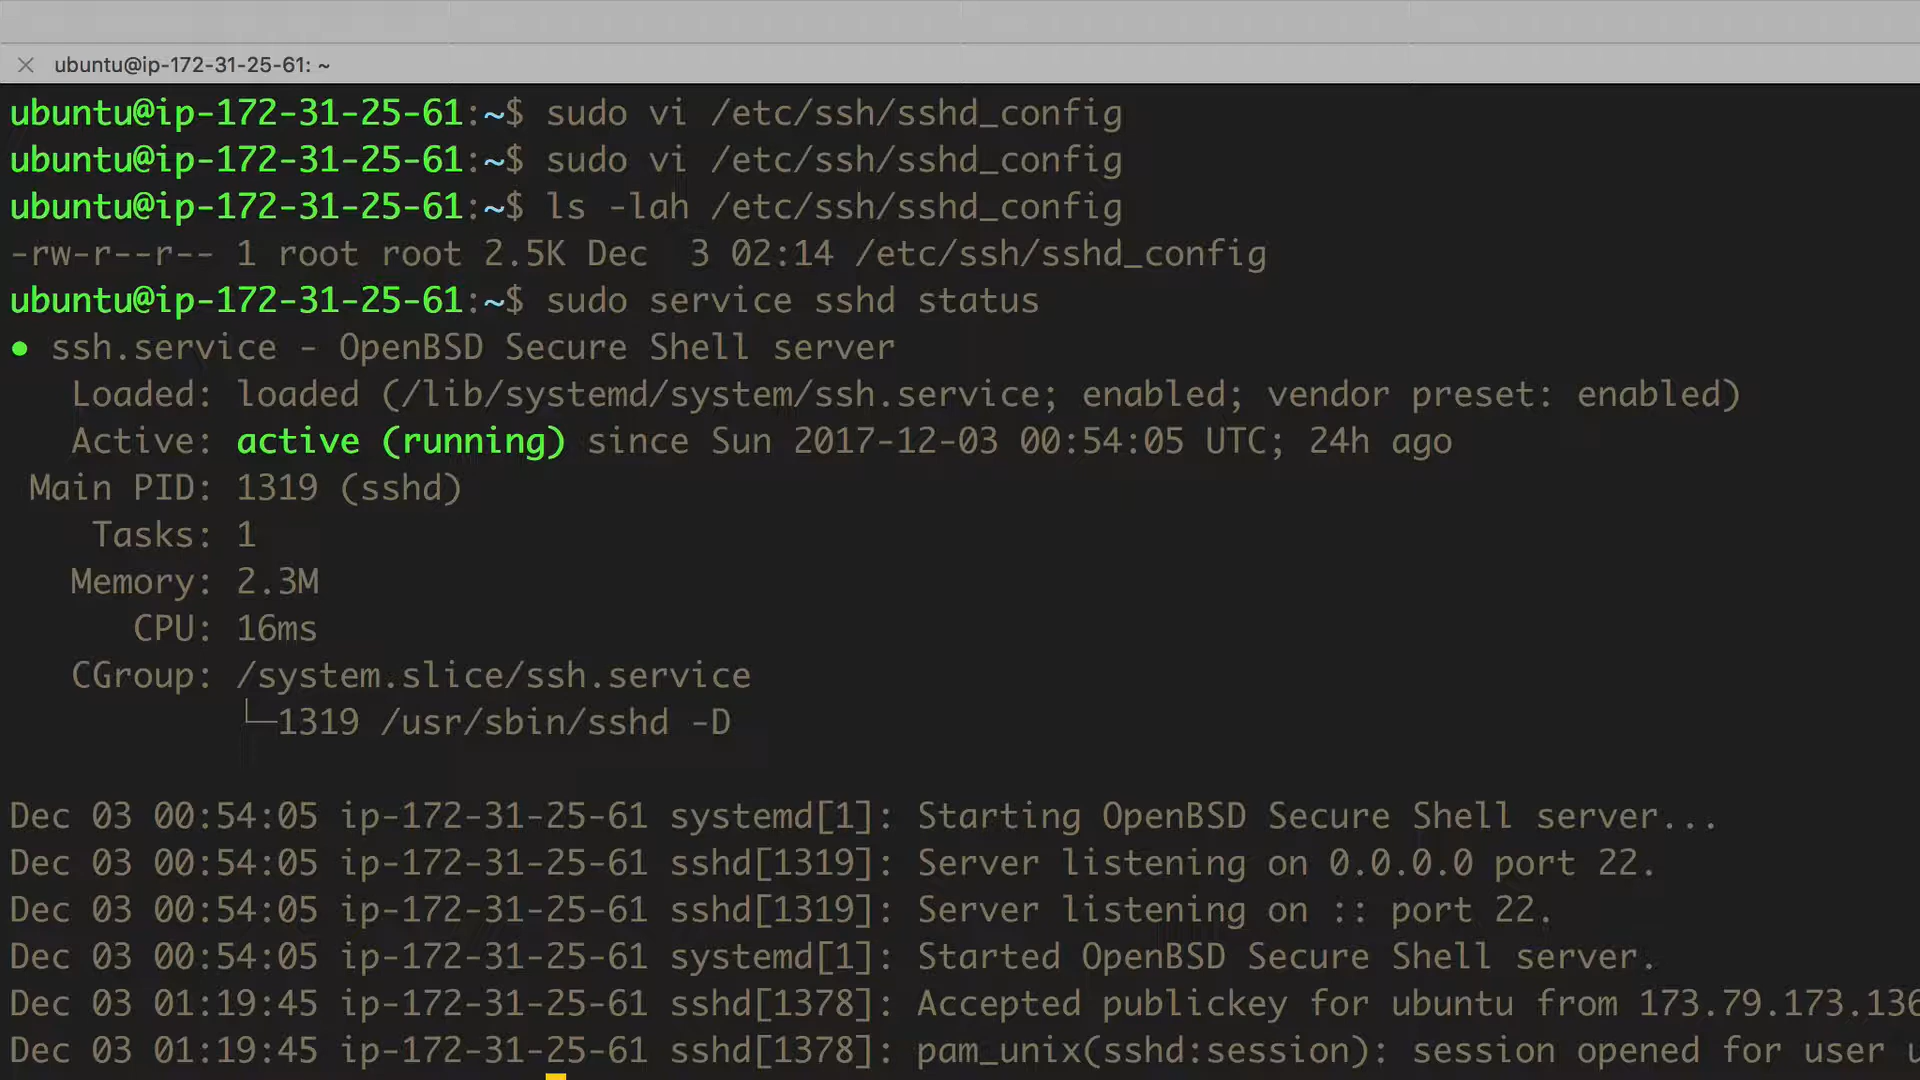 ubuntu@ip-172-31-25-61: ~
ubuntu@ip-172-31-25-61:~$ sudo vi /etc/ssh/sshd_config
ubuntu@ip-172-31-25-61:~$ sudo vi /etc/ssh/sshd_config
ubuntu@ip-172-31-25-61:~$ ls -lah /etc/ssh/sshd_config
-rw-r--r-- 1 root root 2.5K Dec  3 02:14 /etc/ssh/sshd_config
ubuntu@ip-172-31-25-61:~$ sudo service sshd status
● ssh.service - OpenBSD Secure Shell server
   Loaded: loaded (/lib/systemd/system/ssh.service; enabled; vendor preset: enabled)
   Active: active (running) since Sun 2017-12-03 00:54:05 UTC; 24h ago
 Main PID: 1319 (sshd)
    Tasks: 1
   Memory: 2.3M
      CPU: 16ms
   CGroup: /system.slice/ssh.service
           └─1319 /usr/sbin/sshd -D
Dec 03 00:54:05 ip-172-31-25-61 systemd[1]: Starting OpenBSD Secure Shell server...
Dec 03 00:54:05 ip-172-31-25-61 sshd[1319]: Server listening on 0.0.0.0 port 22.
Dec 03 00:54:05 ip-172-31-25-61 sshd[1319]: Server listening on :: port 22.
Dec 03 00:54:05 ip-172-31-25-61 systemd[1]: Started OpenBSD Secure Shell server.
Dec 03 01:19:45 ip-172-31-25-61 sshd[1378]: Accepted publickey for ubuntu from 173.79.173.136
Dec 03 01:19:45 ip-172-31-25-61 sshd[1378]: pam_unix(sshd:session): session opened for user u